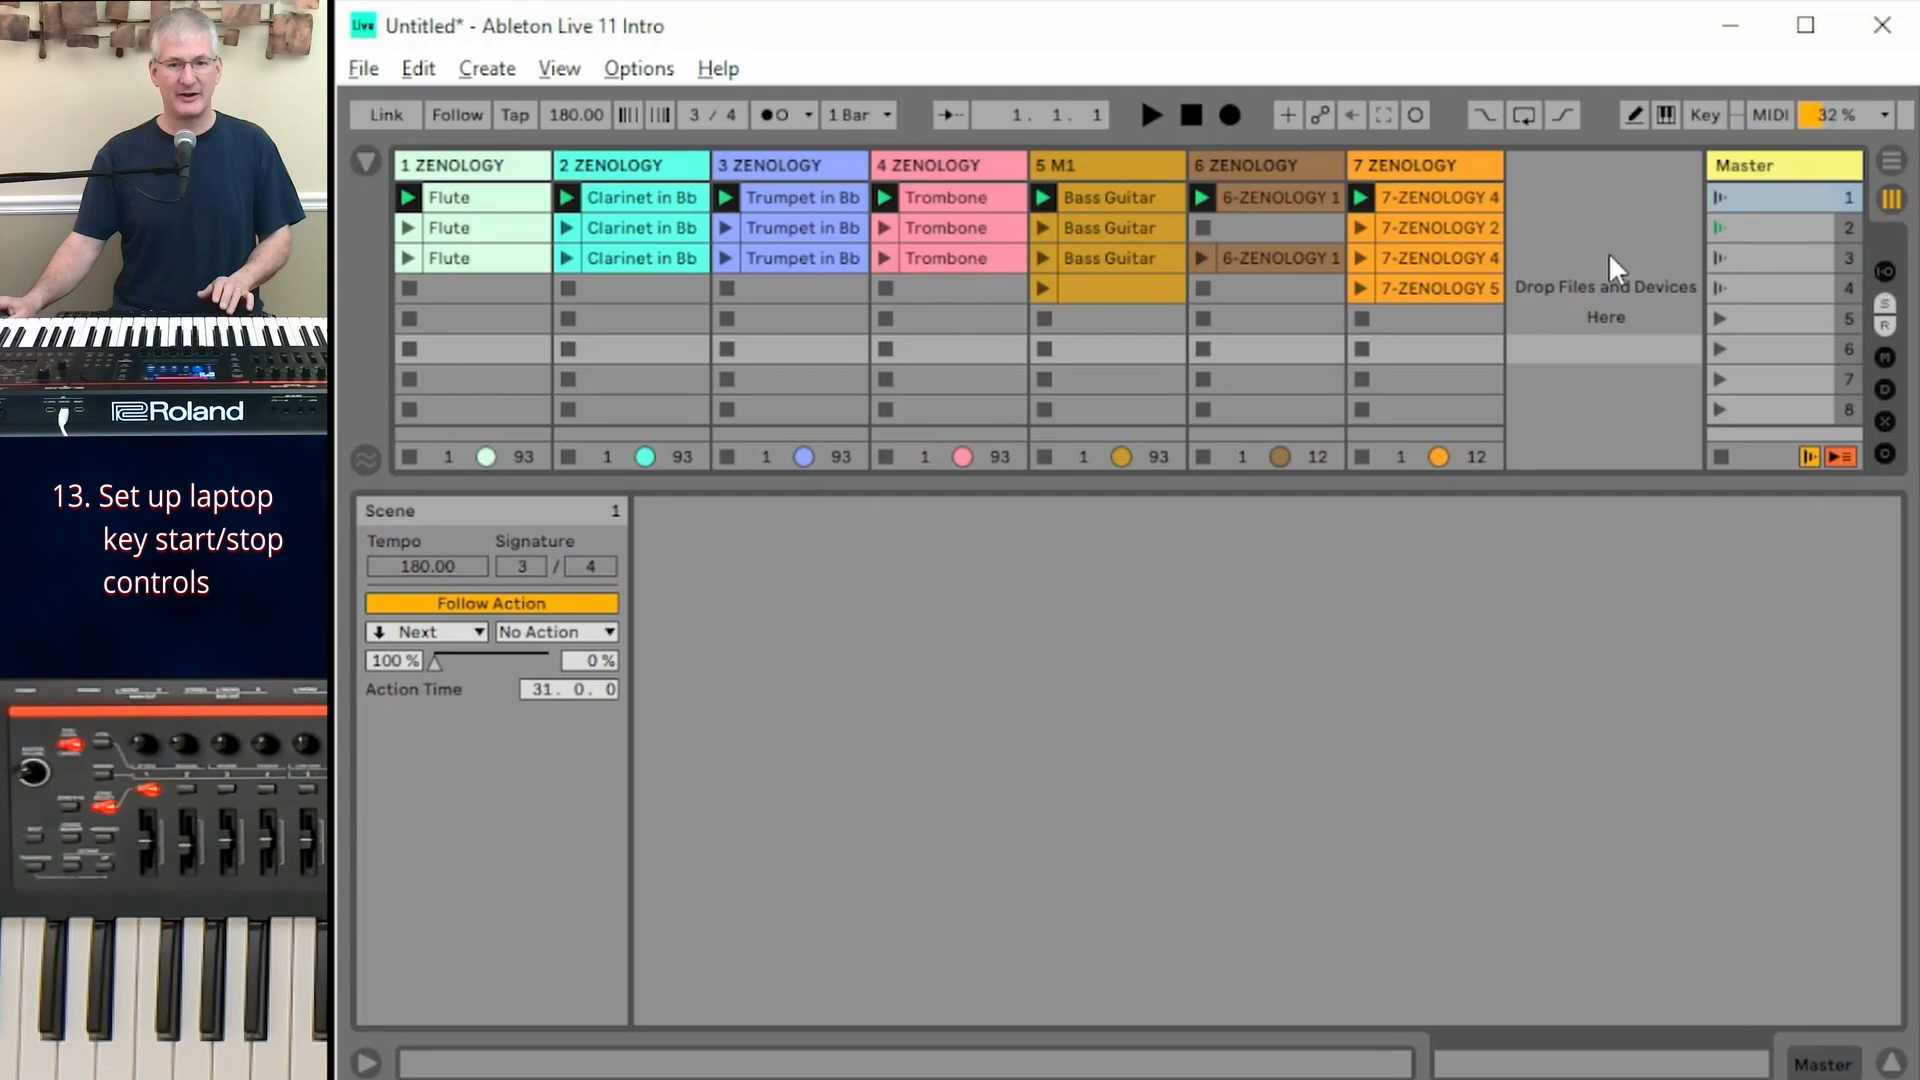 Live Untitled* - Ableton Live 11 Intro
File Edit Create View Options Help
Link Follow Tap 180.00 3 / 4 1 Bar 1. 1. 1 Key MIDI 32 %
1 ZENOLOGY 2 ZENOLOGY 3 ZENOLOGY 4 ZENOLOGY 5 M1 6 ZENOLOGY 7 ZENOLOGY Master
Flute Clarinet in Bb Trumpet in Bb Trombone Bass Guitar 6-ZENOLOGY 1 7-ZENOLOGY 4 1
Flute Clarinet in Bb Trumpet in Bb Trombone Bass Guitar 7-ZENOLOGY 2 2
Flute Clarinet in Bb Trumpet in Bb Trombone Bass Guitar 6-ZENOLOGY 1 7-ZENOLOGY 4 3
7-ZENOLOGY 5 Drop Files and Devices 4
Here 5
6
7
8
1 93 1 93 1 93 1 93 1 93 1 12 1 12
I·O
S
R
M
D
X
Roland
13. Set up laptop
key start/stop
controls
Scene 1
Tempo Signature
180.00 3 / 4
Follow Action
Next No Action
100 % 0 %
Action Time 31. 0. 0
Master